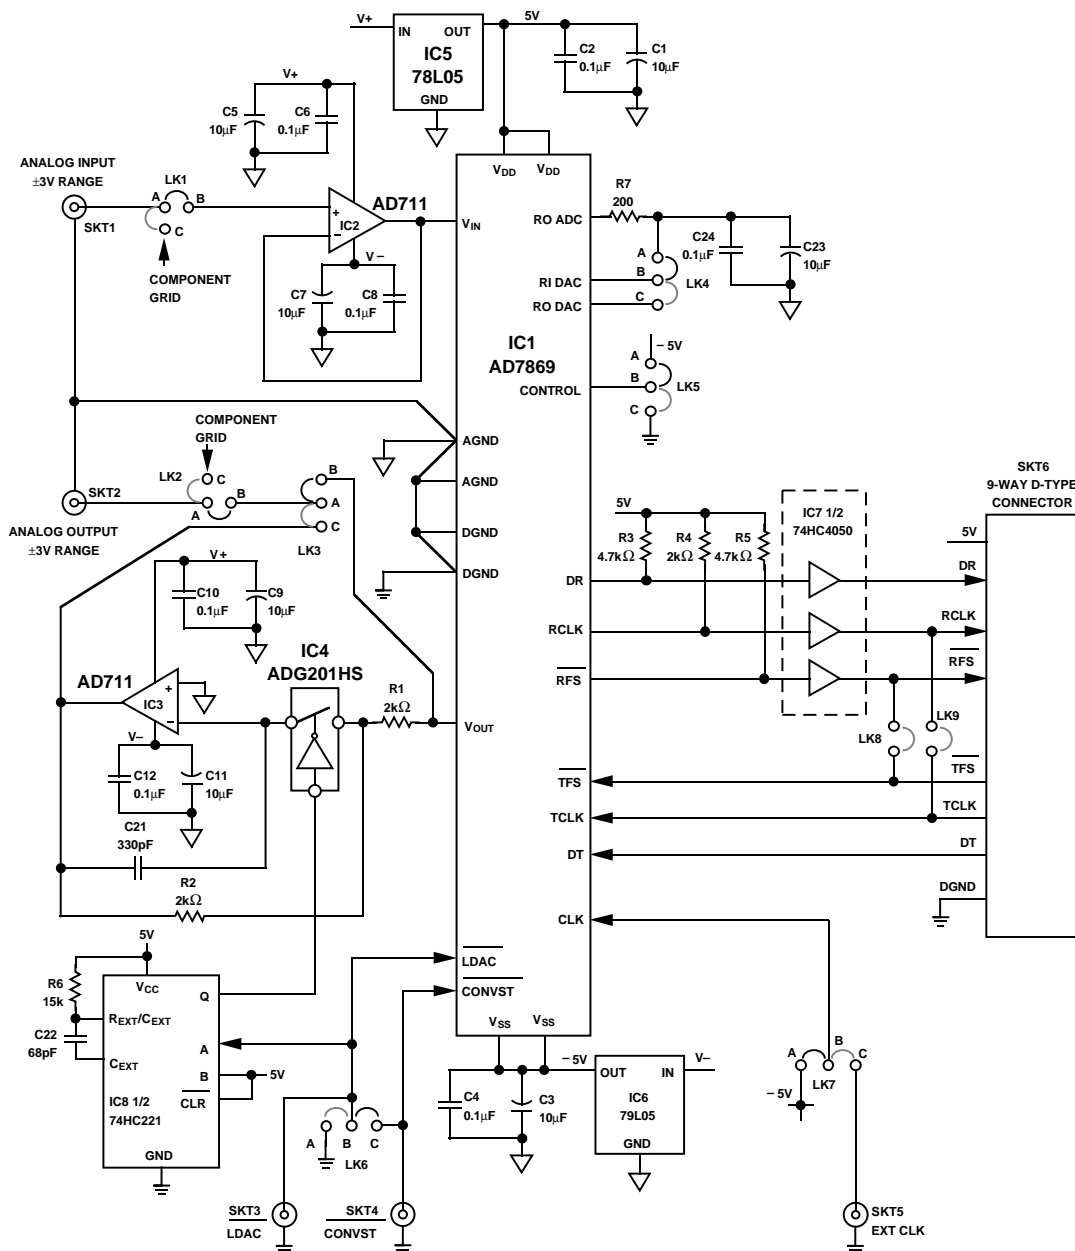 V+
IN
OUT
IC5
78L05
GND
5V
C2
0.1µF
C1
10µF
V+
C5
10µF
C6
0.1µF
ANALOG INPUT
±3V RANGE
LK1
A
B
C
SKT1
COMPONENT
GRID
AD711
+
IC2
–
V –
C7
10µF
C8
0.1µF
VDD
VDD
VIN
IC1
AD7869
RO ADC
RI DAC
RO DAC
CONTROL
R7
200
C24
0.1µF
C23
10µF
A
B
C
LK4
– 5V
A
B
C
LK5
AGND
AGND
DGND
DGND
COMPONENT
GRID
LK2
C
A
B
SKT2
ANALOG OUTPUT
±3V RANGE
B
A
C
LK3
V+
C10
0.1µF
C9
10µF
AD711
+
IC3
–
V–
C12
0.1µF
C11
10µF
IC4
ADG201HS
R1
2kΩ
VOUT
C21
330pF
R2
2kΩ
5V
R3
4.7kΩ
R4
2kΩ
R5
4.7kΩ
IC7 1/2
74HC4050
SKT6
9-WAY D-TYPE
CONNECTOR
5V
DR
DR
RCLK
RCLK
RFS
RFS
LK8
LK9
TFS
TFS
TCLK
TCLK
DT
DT
DGND
CLK
5V
R6
15k
C22
68pF
VCC
REXT/CEXT
CEXT
Q
A
B
CLR
5V
IC8 1/2
74HC221
GND
LDAC
CONVST
VSS
VSS
– 5V
C4
0.1µF
C3
10µF
OUT
IN
IC6
79L05
GND
V–
A
B
C
LK6
A
B
C
LK7
– 5V
SKT3
LDAC
SKT4
CONVST
SKT5
EXT CLK